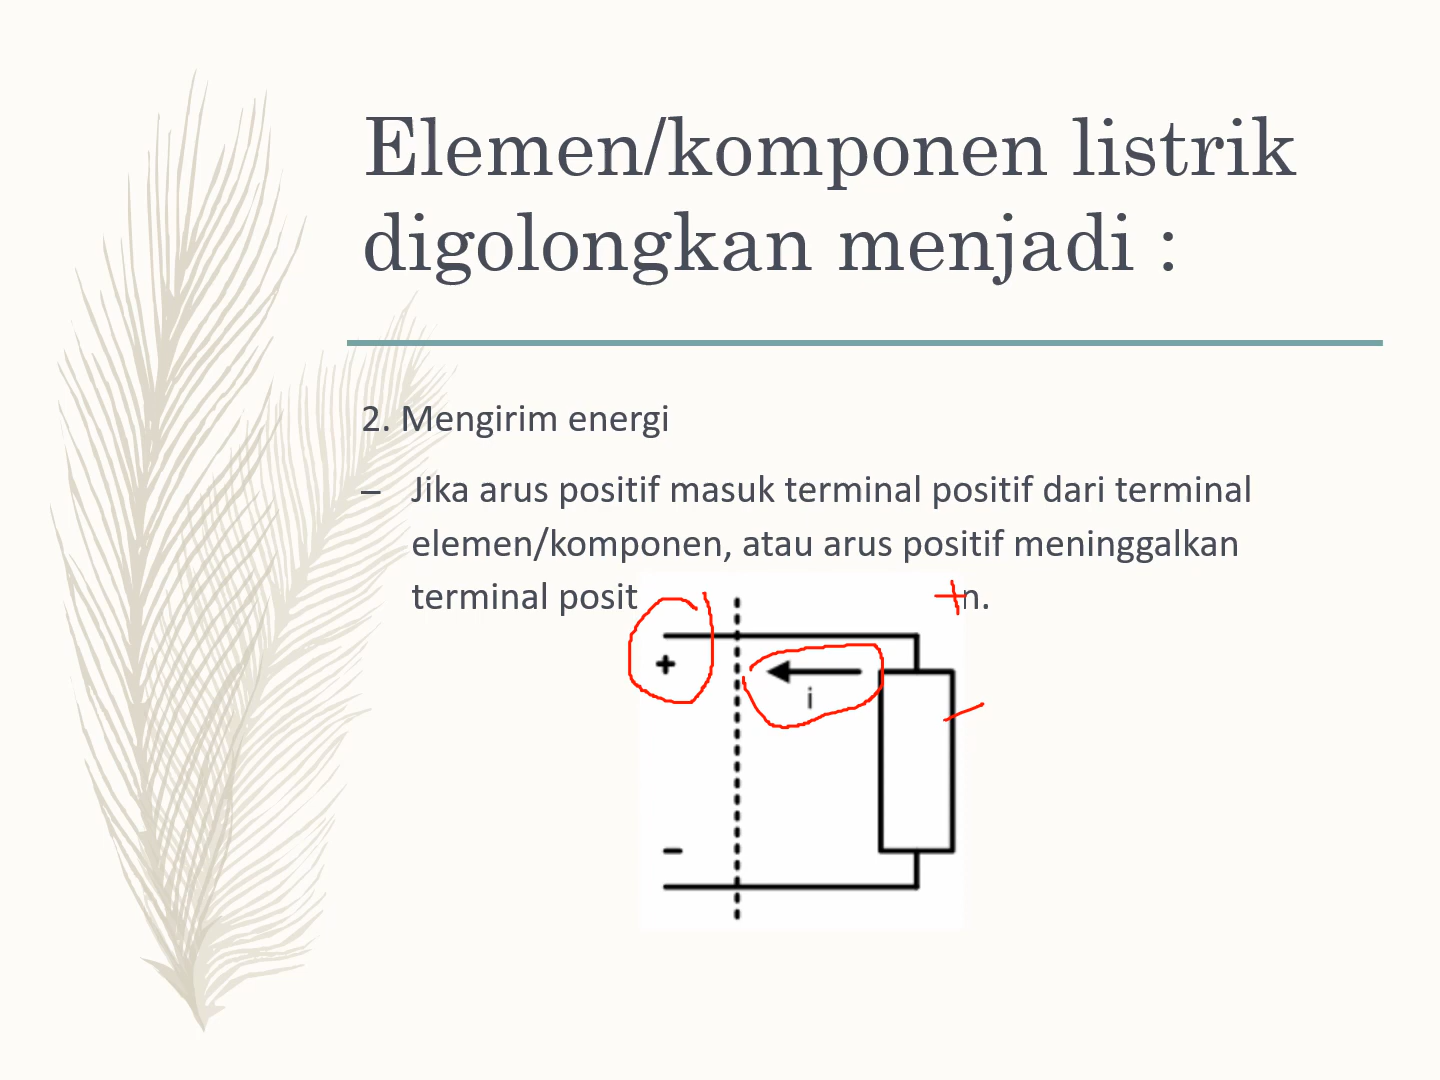 Elemen/komponen listrik
digolongkan menjadi :
2. Mengirim energi
– Jika arus positif masuk terminal positif dari terminal
elemen/komponen, atau arus positif meninggalkan
terminal posit n.
+
+
i
-